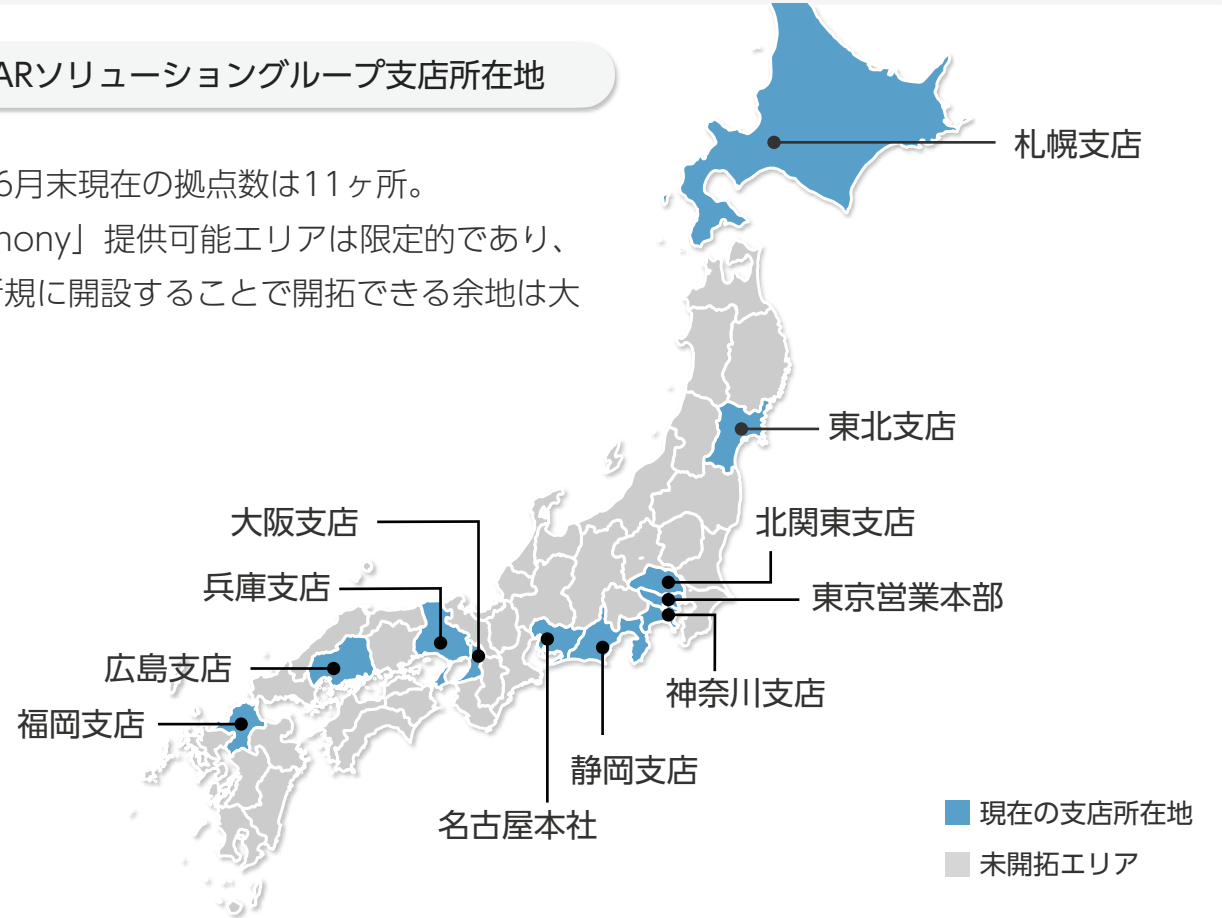 ARソリューショングループ支店所在地
6月末現在の拠点数は11ヶ所。
mony」提供可能エリアは限定的であり、
規に開設することで開拓できる余地は大
札幌支店
東北支店
北関東支店
東京営業本部
神奈川支店
大阪支店
兵庫支店
広島支店
福岡支店
静岡支店
名古屋本社
現在の支店所在地
未開拓エリア